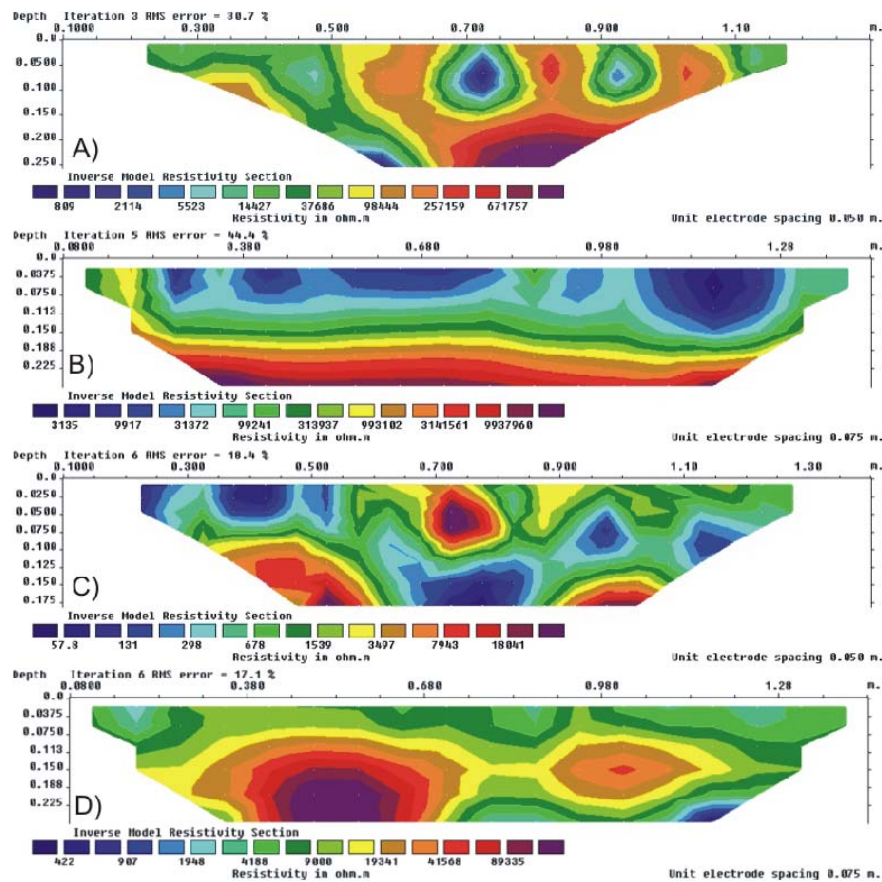 Depth Iteration 3 RMS error = 30.7 %
0.1000 0.300 0.500 0.700 0.900 1.10 m.
0.0
0.0500
0.100
0.150
0.200
0.250
A)
Inverse Model Resistivity Section
809 2114 5523 14427 37686 98444 257159 671757
Resistivity in ohm.m
Unit electrode spacing 0.050 m.
Depth Iteration 5 RMS error = 44.4 %
0.0800 0.380 0.680 0.980 1.28 m.
0.0
0.0375
0.0750
0.113
0.150
0.188
0.225
B)
Inverse Model Resistivity Section
3135 9917 31372 99241 313937 993102 3141561 9937960
Resistivity in ohm.m
Unit electrode spacing 0.075 m.
Depth Iteration 6 RMS error = 18.4 %
0.1000 0.300 0.500 0.700 0.900 1.10 1.30 m.
0.0
0.0250
0.0500
0.0750
0.100
0.125
0.150
0.175
C)
Inverse Model Resistivity Section
57.8 131 298 678 1539 3497 7943 18041
Resistivity in ohm.m
Unit electrode spacing 0.050 m.
Depth Iteration 6 RMS error = 17.1 %
0.0800 0.380 0.680 0.980 1.28 m.
0.0
0.0375
0.0750
0.113
0.150
0.188
0.225
D)
Inverse Model Resistivity Section
422 907 1948 4188 9000 19341 41568 89335
Resistivity in ohm.m
Unit electrode spacing 0.075 m.